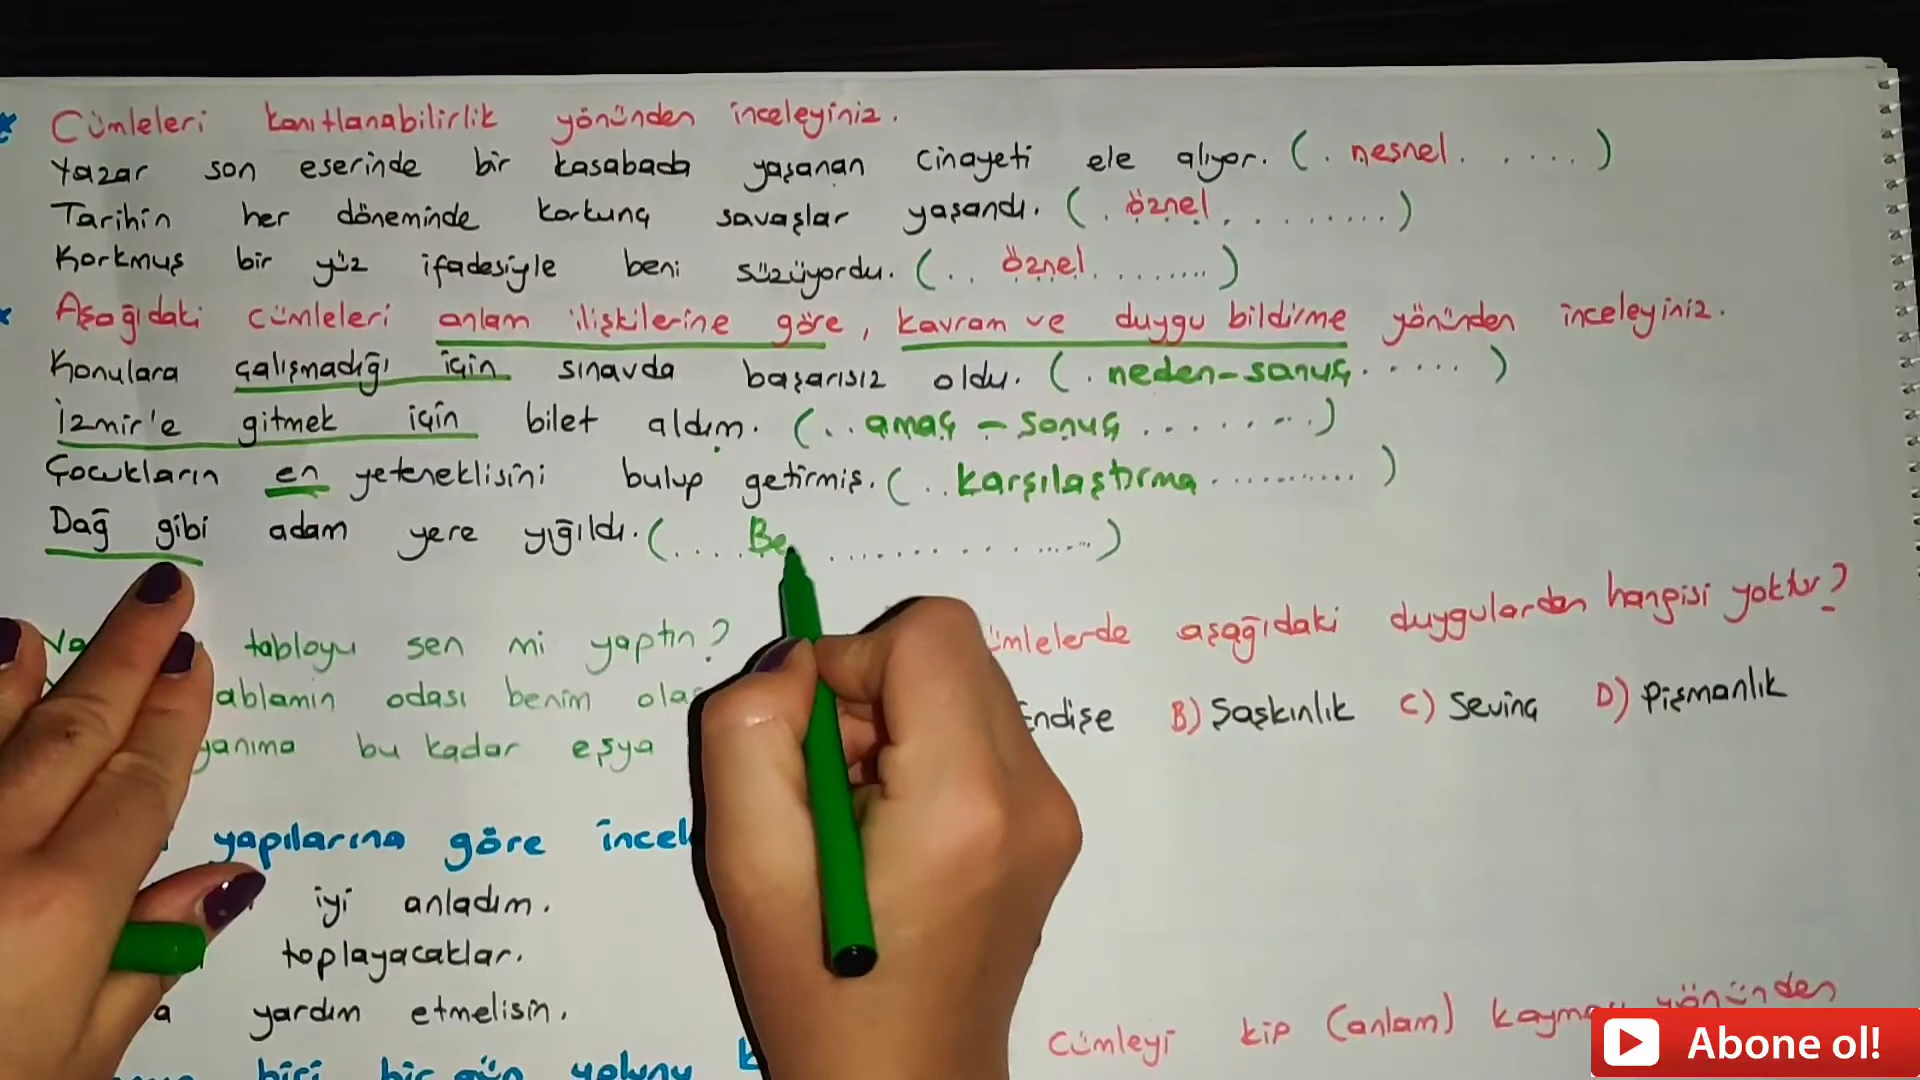 Cümleleri kanıtlanabilirlik yönünden inceleyiniz.
Yazar son eserinde bir kasabada yaşanan cinayeti ele alıyor. (. nesnel. .....)
Tarihin her döneminde korkunç savaşlar yaşandı. (. öznel. ........)
Korkmuş bir yüz ifadesiyle beni süzüyordu. (.. öznel. .......)
Aşağıdaki cümleleri anlam ilişkilerine göre, kavram ve duygu bildirme yönünden inceleyiniz.
Konulara çalışmadığı için sınavda başarısız oldu. (. neden-sonuç. .....)
İzmir'e gitmek için bilet aldım. (.. amaç - sonuç ........)
Çocukların en yeteneklisini bulup getirmiş. (.. karşılaştırma ..........)
Dağ gibi adam yere yığıldı. (.... Be ............)
tabloyu sen mi yaptın?
ablamın odası benim
yanıma bu kadar eşya
aşağıdaki duygulardan hangisi yoktur?
Endişe B) Şaşkınlık C) Sevinç D) Pişmanlık
yapılarına göre
iyi anladım.
toplayacaklar.
yardım etmelisin.
biri bir gün yolunu
Cümleyi kip (anlam) yönünden
Abone ol!